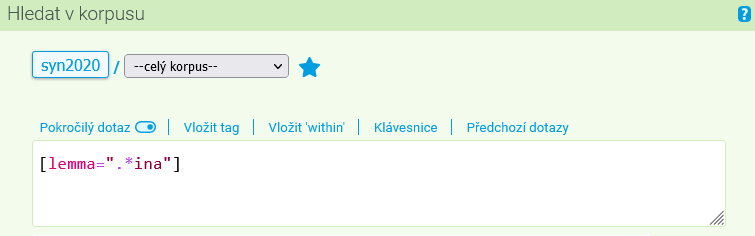 Hledat v korpusu ?
syn2020 / --celý korpus--
Pokročilý dotaz | Vložit tag | Vložit 'within' | Klávesnice | Předchozí dotazy
[lemma=".*ina"]